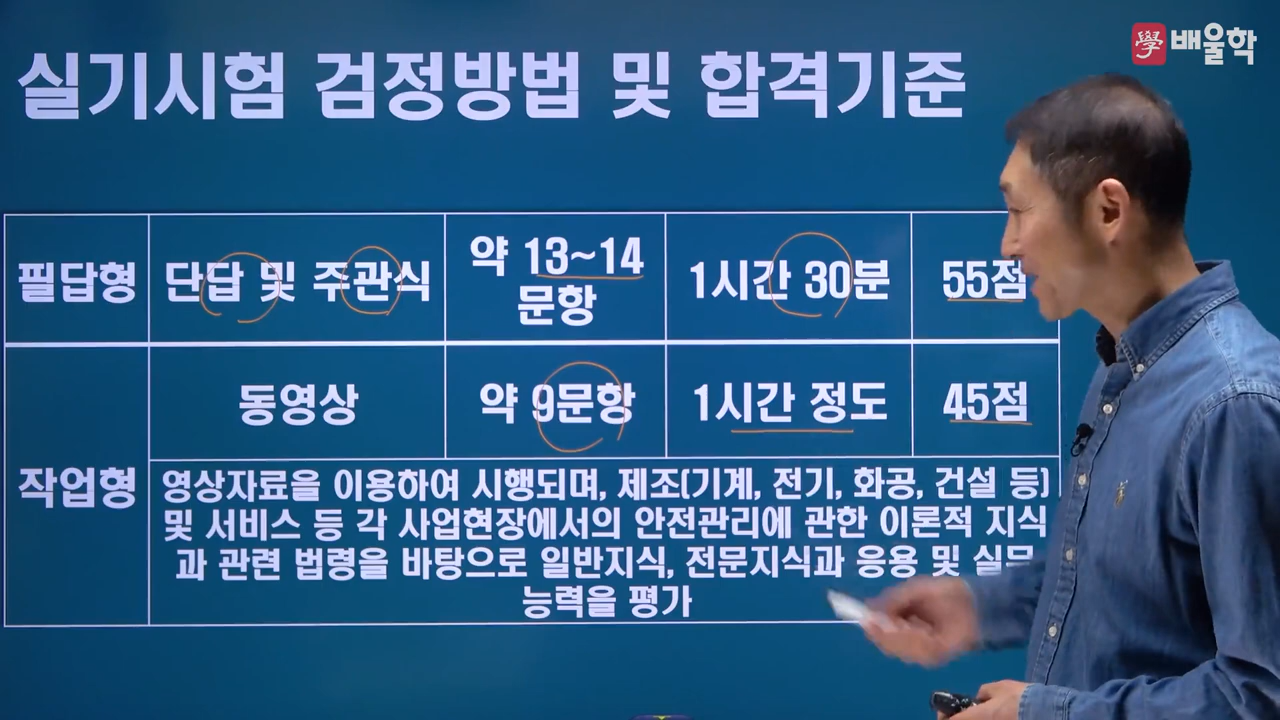 學 배울학
실기시험 검정방법 및 합격기준
필답형
단답 및 주관식
약 13~14
문항
1시간 30분
55점
작업형
동영상
약 9문항
1시간 정도
45점
영상자료을 이용하여 시행되며, 제조(기계, 전기, 화공, 건설 등)
및 서비스 등 각 사업현장에서의 안전관리에 관한 이론적 지식
과 관련 법령을 바탕으로 일반지식, 전문지식과 응용 및 실무
능력을 평가